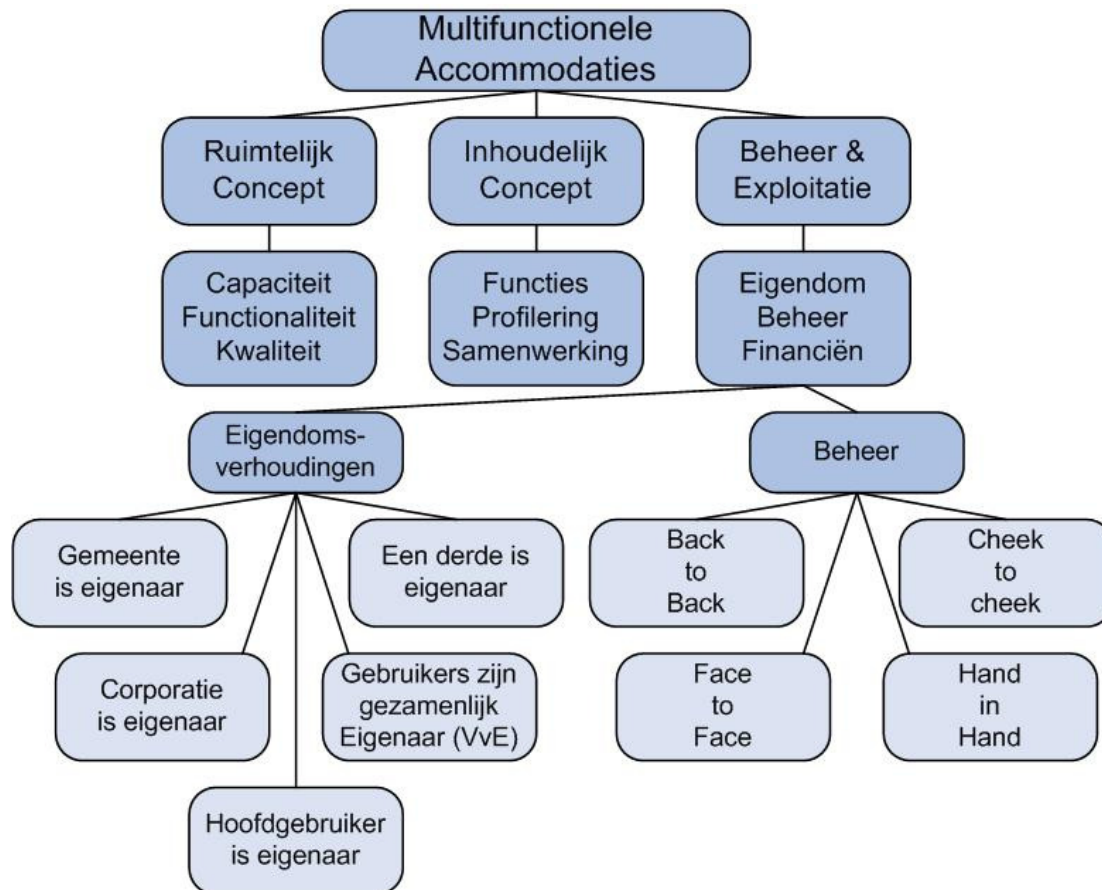 Multifunctionele
Accommodaties
Ruimtelijk
Concept
Inhoudelijk
Concept
Beheer &
Exploitatie
Capaciteit
Functionaliteit
Kwaliteit
Functies
Profilering
Samenwerking
Eigendom
Beheer
Financiën
Eigendoms-
verhoudingen
Beheer
Gemeente
is eigenaar
Een derde is
eigenaar
Back
to
Back
Cheek
to
cheek
Corporatie
is eigenaar
Gebruikers zijn
gezamenlijk
Eigenaar (VvE)
Face
to
Face
Hand
in
Hand
Hoofdgebruiker
is eigenaar